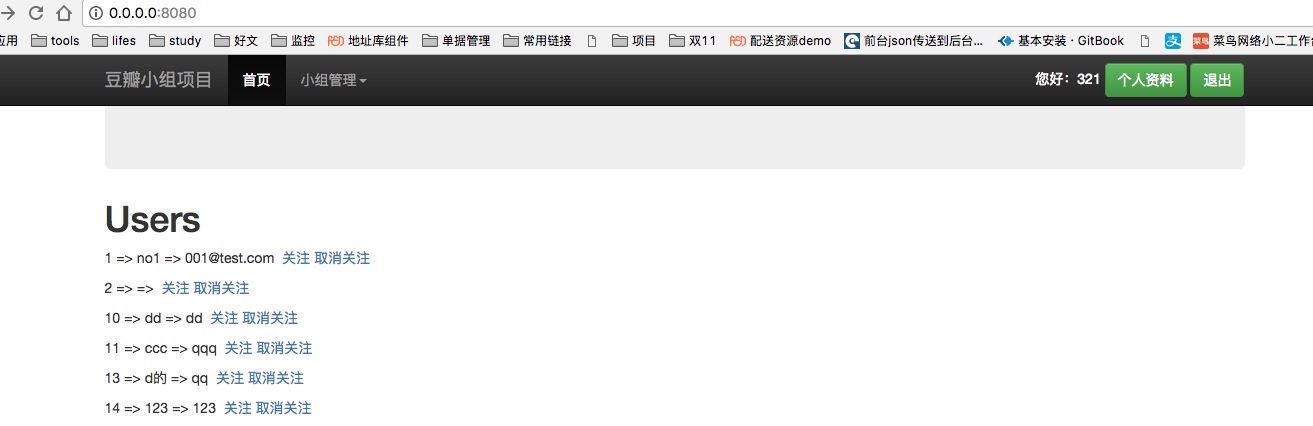 0.0.0.0:8080
应用 tools lifes study 好文 监控 地址库组件 单据管理 常用链接 项目 双11 配送资源demo 前台json传送到后台... 基本安装 · GitBook 菜鸟网络小二工作台
豆瓣小组项目 首页 小组管理 您好：321 个人资料 退出
Users
1 => no1 => 001@test.com 关注 取消关注
2 => => 关注 取消关注
10 => dd => dd 关注 取消关注
11 => ccc => qqq 关注 取消关注
13 => d的 => qq 关注 取消关注
14 => 123 => 123 关注 取消关注